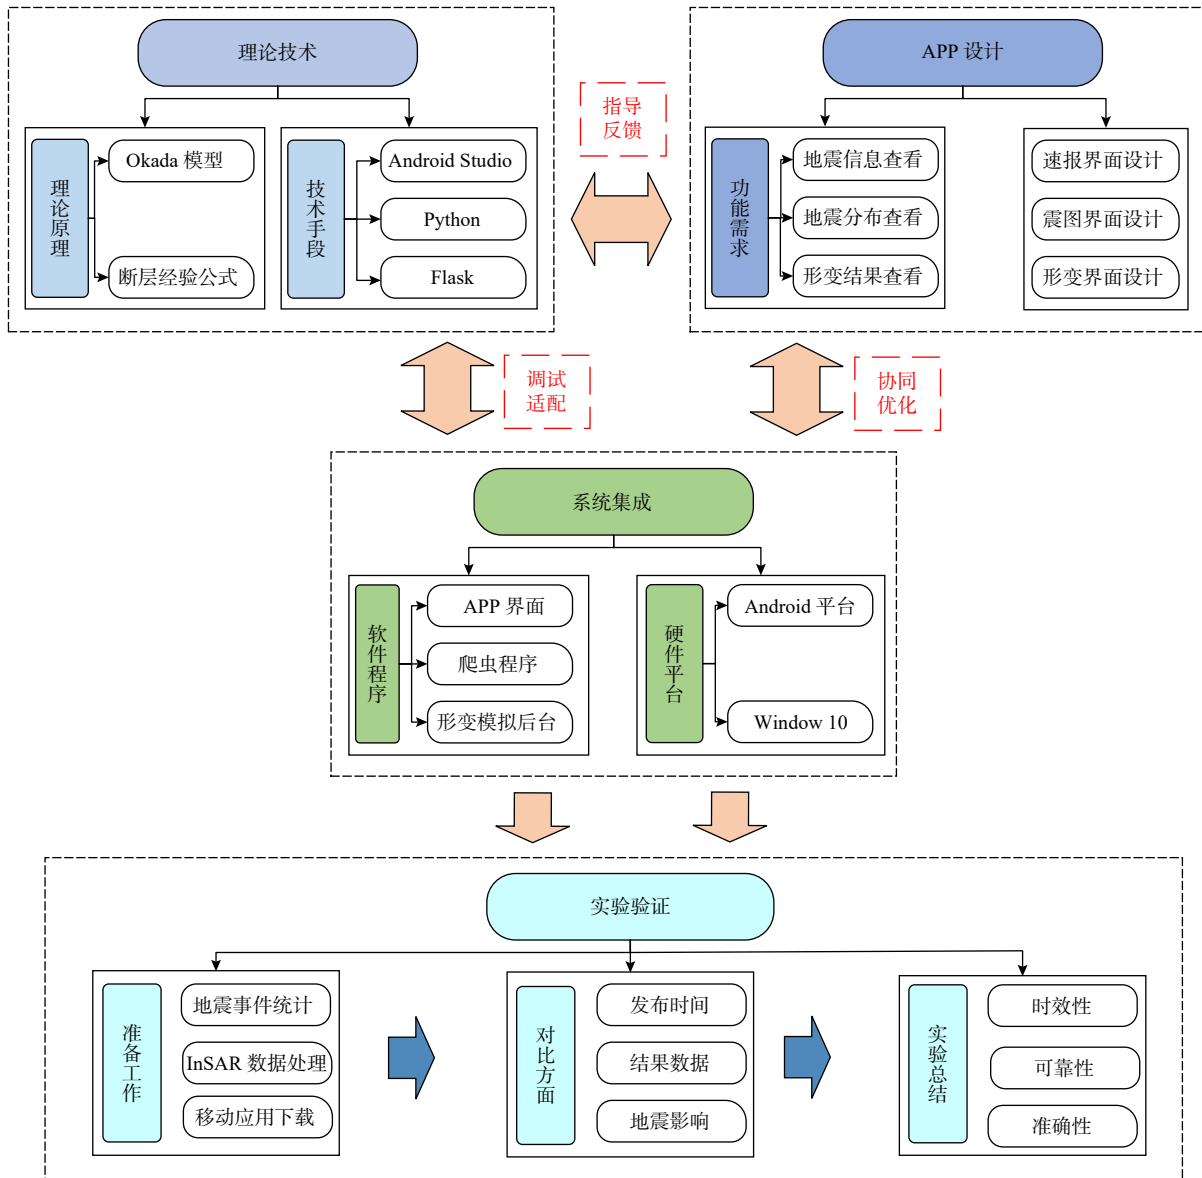 理论技术
理论原理
Okada 模型
断层经验公式
技术手段
Android Studio
Python
Flask
指导
反馈
APP 设计
功能需求
地震信息查看
地震分布查看
形变结果查看
速报界面设计
震图界面设计
形变界面设计
调试
适配
协同
优化
系统集成
软件程序
APP 界面
爬虫程序
形变模拟后台
硬件平台
Android 平台
Window 10
实验验证
准备工作
地震事件统计
InSAR 数据处理
移动应用下载
对比方面
发布时间
结果数据
地震影响
实验总结
时效性
可靠性
准确性